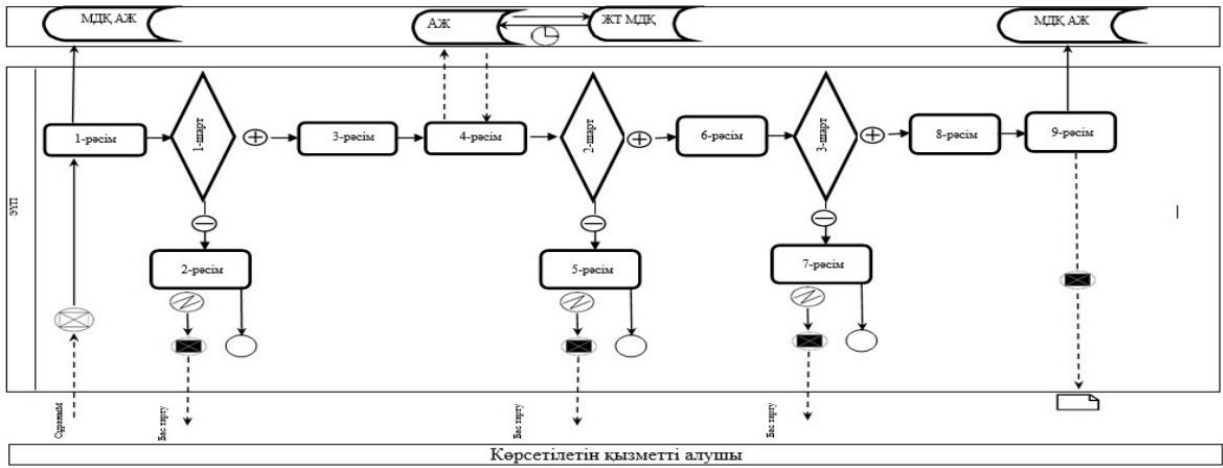 МДҚ АЖ
АЖ
ЖТ МДҚ
МДҚ АЖ
ЭҮП
1-рәсім
1-шарт
3-рәсім
4-рәсім
2-шарт
6-рәсім
3-шарт
8-рәсім
9-рәсім
2-рәсім
5-рәсім
7-рәсім
Сұраным
Бас тарту
Бас тарту
Бас тарту
Көрсетілетін қызметті алушы